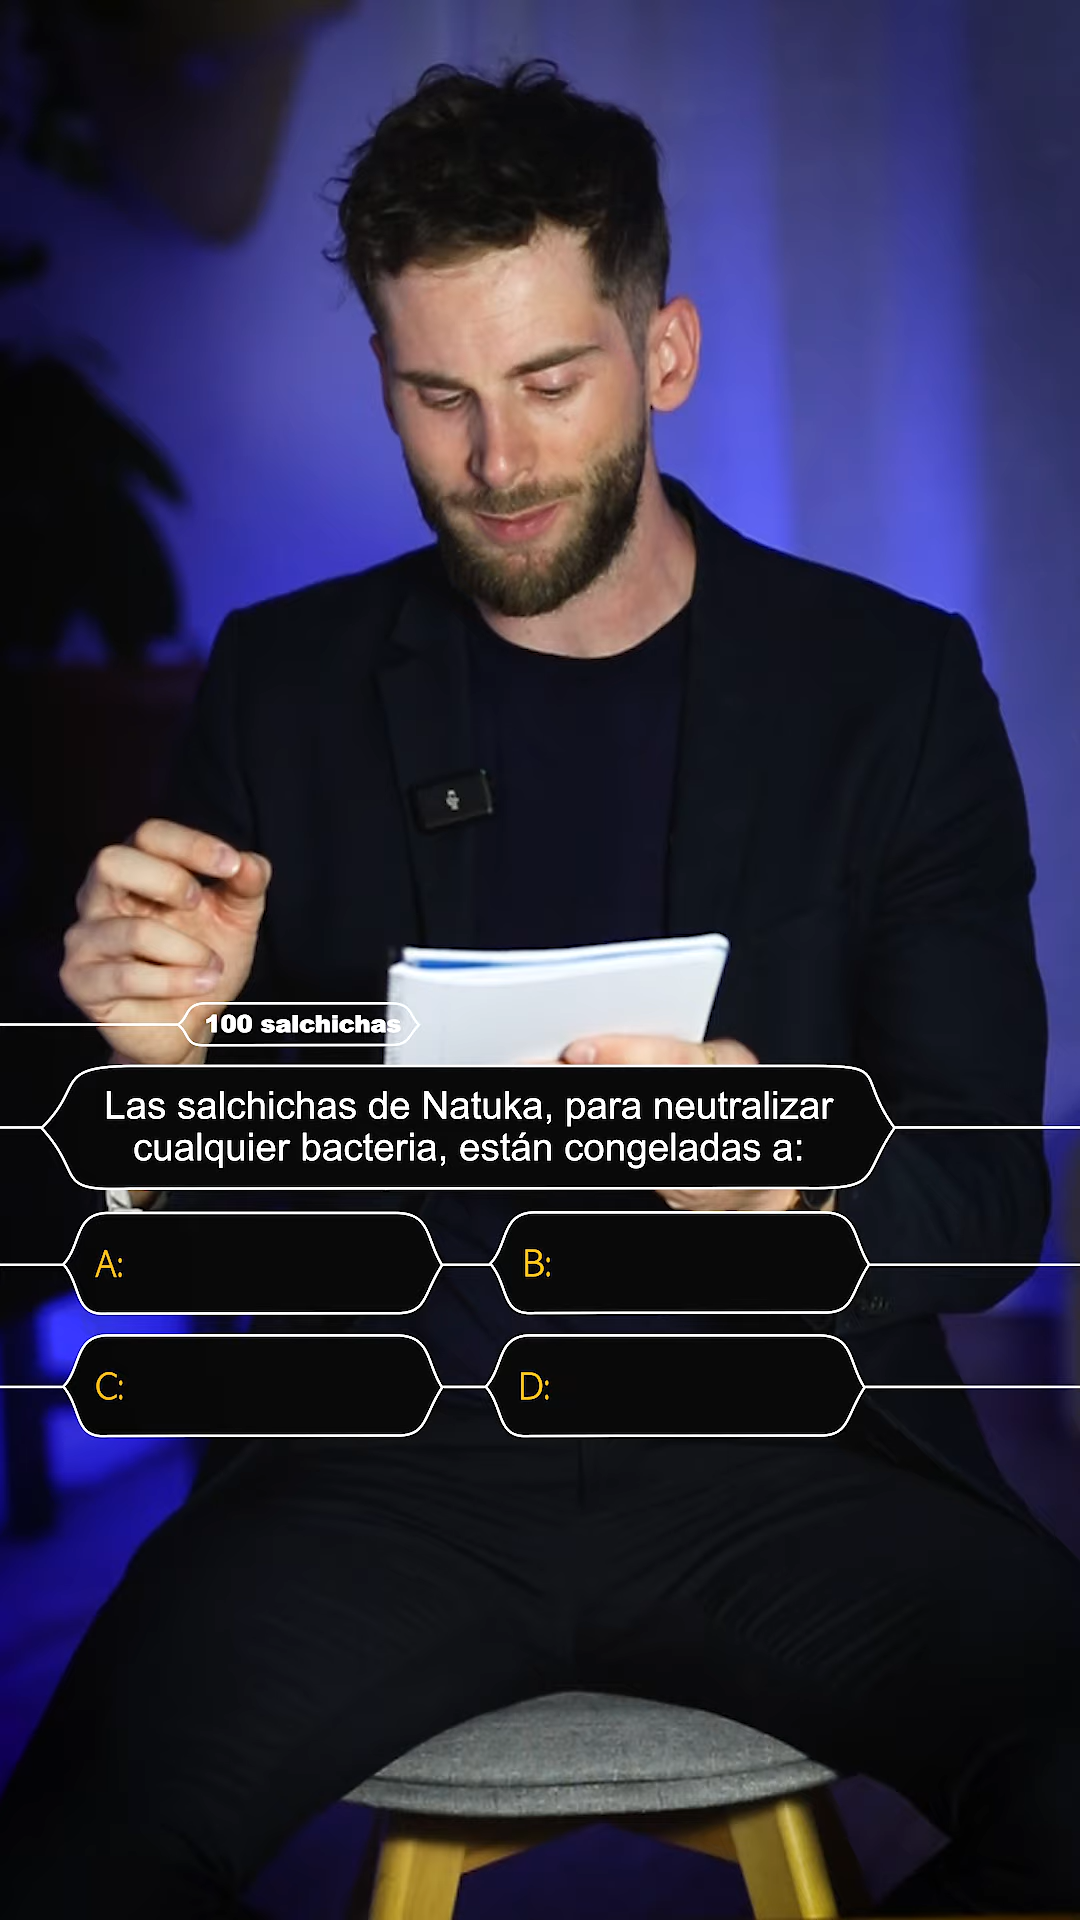 100 salchichas
Las salchichas de Natuka, para neutralizar
cualquier bacteria, están congeladas a:
A:
B:
C:
D: